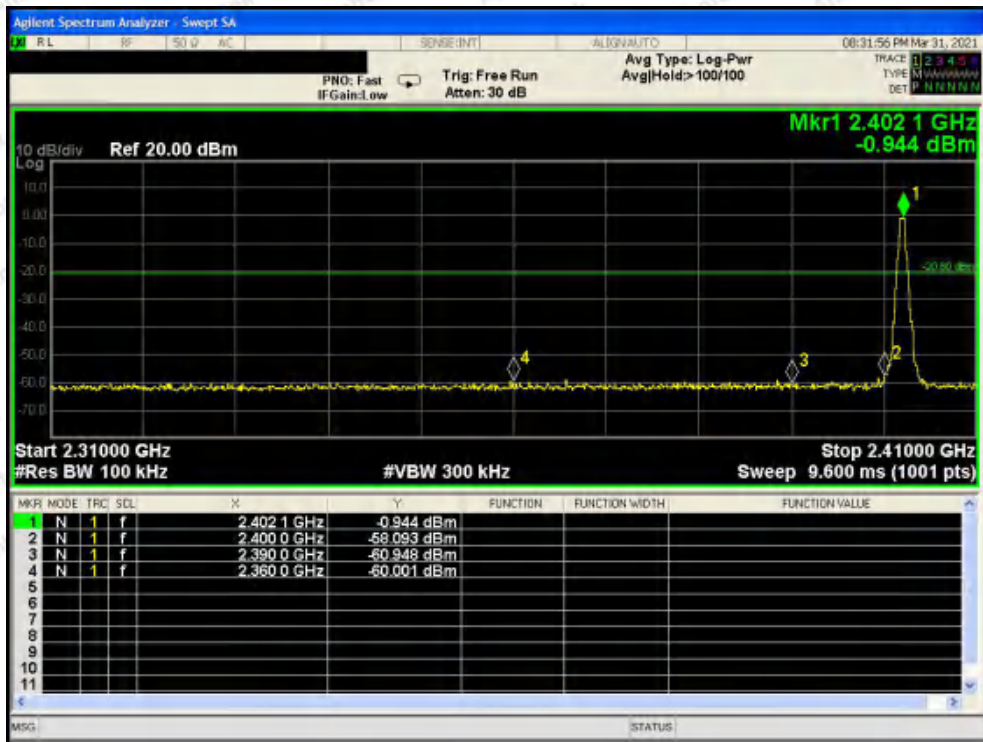 Agilent Spectrum Analyzer - Swept SA
LXI RL RF 50 Ω AC SENSE:INT ALIGNAUTO 08:31:56 PM Mar 31, 2021
PNO: Fast
IFGain:Low
Trig: Free Run
Atten: 30 dB
Avg Type: Log-Pwr
Avg|Hold:> 100/100
TRACE 1 2 3 4 5 6
TYPE M
DET P N N N N N
Mkr1 2.402 1 GHz
-0.944 dBm
10 dB/div Ref 20.00 dBm
Log
10.0
0.00
-10.0
-20.0
-30.0
-40.0
-50.0
-60.0
-70.0
1
2
3
4
Start 2.31000 GHz Stop 2.41000 GHz
#Res BW 100 kHz #VBW 300 kHz Sweep 9.600 ms (1001 pts)
MKR MODE TRC SCL X Y FUNCTION FUNCTION WIDTH FUNCTION VALUE
1 N 1 f 2.402 1 GHz -0.944 dBm
2 N 1 f 2.400 0 GHz -58.093 dBm
3 N 1 f 2.390 0 GHz -60.948 dBm
4 N 1 f 2.360 0 GHz -60.001 dBm
5
6
7
8
9
10
11
MSG STATUS